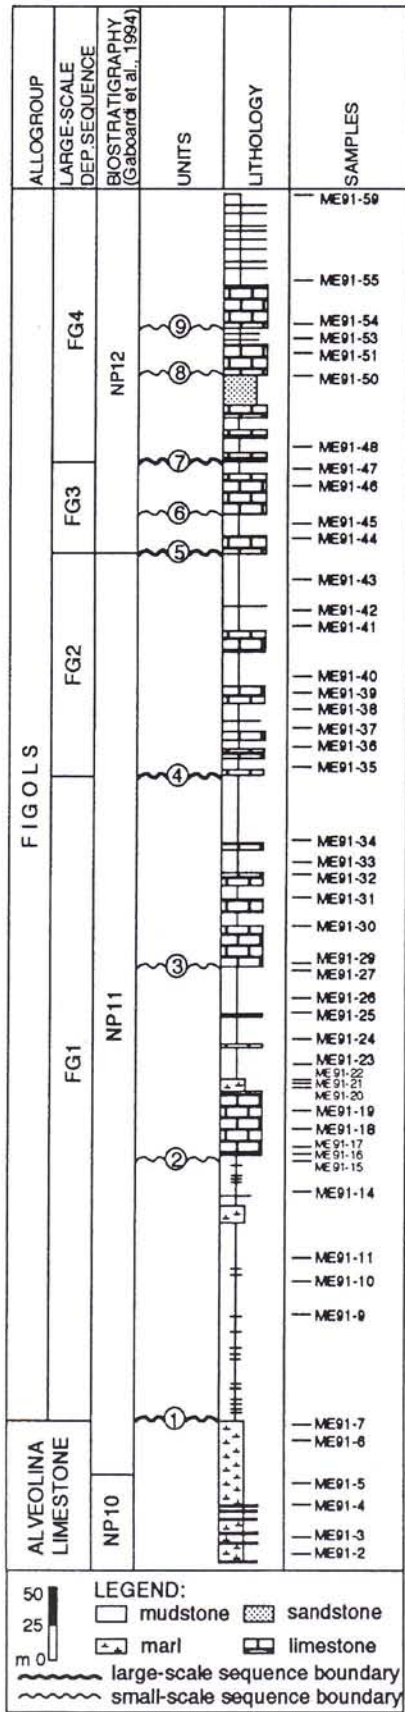 ALLOGROUP
LARGE-SCALE
DEP.SEQUENCE
BIOSTRATIGRAPHY
(Gaboardi et al., 1994)
UNITS
LITHOLOGY
SAMPLES
FIGOLS
ALVEOLINA
LIMESTONE
FG4
FG3
FG2
FG1
NP12
NP11
NP10
9
8
7
6
5
4
3
2
1
ME91-59
ME91-55
ME91-54
ME91-53
ME91-51
ME91-50
ME91-48
ME91-47
ME91-46
ME91-45
ME91-44
ME91-43
ME91-42
ME91-41
ME91-40
ME91-39
ME91-38
ME91-37
ME91-36
ME91-35
ME91-34
ME91-33
ME91-32
ME91-31
ME91-30
ME91-29
ME91-27
ME91-26
ME91-25
ME91-24
ME91-23
ME91-22
ME91-21
ME91-20
ME91-19
ME91-18
ME91-17
ME91-16
ME91-15
ME91-14
ME91-11
ME91-10
ME91-9
ME91-7
ME91-6
ME91-5
ME91-4
ME91-3
ME91-2
50
25
m 0
LEGEND:
mudstone
sandstone
marl
limestone
large-scale sequence boundary
small-scale sequence boundary